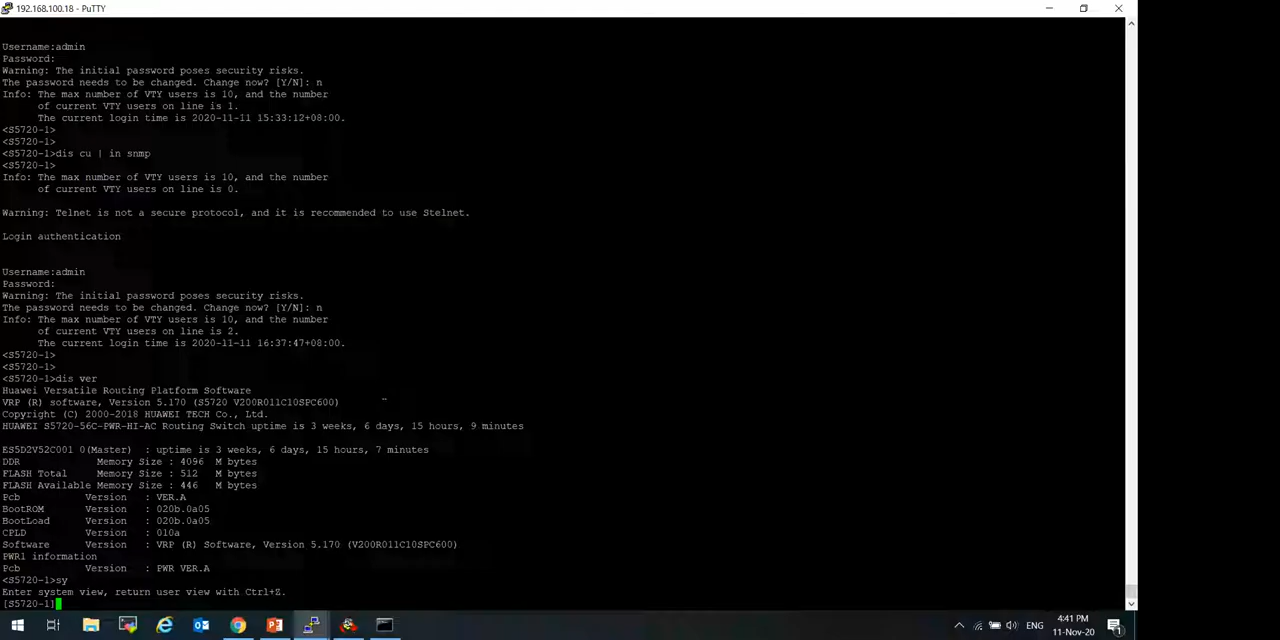 192.168.100.18 - PuTTY
Username:admin
Password:
Warning: The initial password poses security risks.
The password needs to be changed. Change now? [Y/N]: n
Info: The max number of VTY users is 10, and the number
of current VTY users on line is 1.
The current login time is 2020-11-11 15:33:12+08:00.
<S5720-1>
<S5720-1>
<S5720-1>dis cu | in snmp
<S5720-1>
Info: The max number of VTY users is 10, and the number
of current VTY users on line is 0.
Warning: Telnet is not a secure protocol, and it is recommended to use Stelnet.
Login authentication
Username:admin
Password:
Warning: The initial password poses security risks.
The password needs to be changed. Change now? [Y/N]: n
Info: The max number of VTY users is 10, and the number
of current VTY users on line is 2.
The current login time is 2020-11-11 16:37:47+08:00.
<S5720-1>
<S5720-1>
<S5720-1>dis ver
Huawei Versatile Routing Platform Software
VRP (R) software, Version 5.170 (S5720 V200R011C10SPC600)
Copyright (C) 2000-2018 HUAWEI TECH Co., Ltd.
HUAWEI S5720-56C-PWR-HI-AC Routing Switch uptime is 3 weeks, 6 days, 15 hours, 9 minutes
ES5D2V52C001 0(Master) : uptime is 3 weeks, 6 days, 15 hours, 7 minutes
DDR Memory Size : 4096 M bytes
FLASH Total Memory Size : 512 M bytes
FLASH Available Memory Size : 446 M bytes
Pcb Version : VER.A
BootROM Version : 020b.0a05
BootLoad Version : 020b.0a05
CPLD Version : 010a
Software Version : VRP (R) Software, Version 5.170 (V200R011C10SPC600)
PWR1 information
Pcb Version : PWR VER.A
<S5720-1>sy
Enter system view, return user view with Ctrl+Z.
[S5720-1]
ENG
4:41 PM
11-Nov-20
1